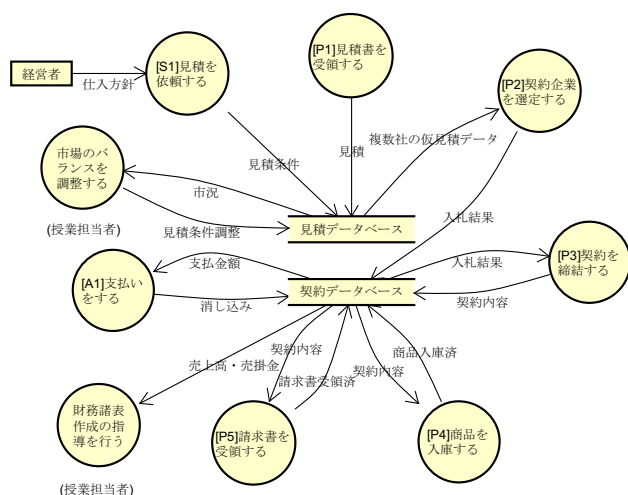 [S1]見積を
依頼する
[P1]見積書を
受領する
経営者
仕入方針
[P2]契約企業
を選定する
複数社の仮見積データ
見積
見積条件
市場のバ
ランスを
調整する
市況
(授業担当者)
見積条件調整
見積データベース
入札結果
[A1]支払い
をする
支払金額
消し込み
契約データベース
入札結果
[P3]契約を
締結する
契約内容
売上高・売掛金
契約内容
請求書受領済
商品入庫済
契約内容
財務諸表
作成の指
導を行う
(授業担当者)
[P5]請求書を
受領する
[P4]商品を
入庫する